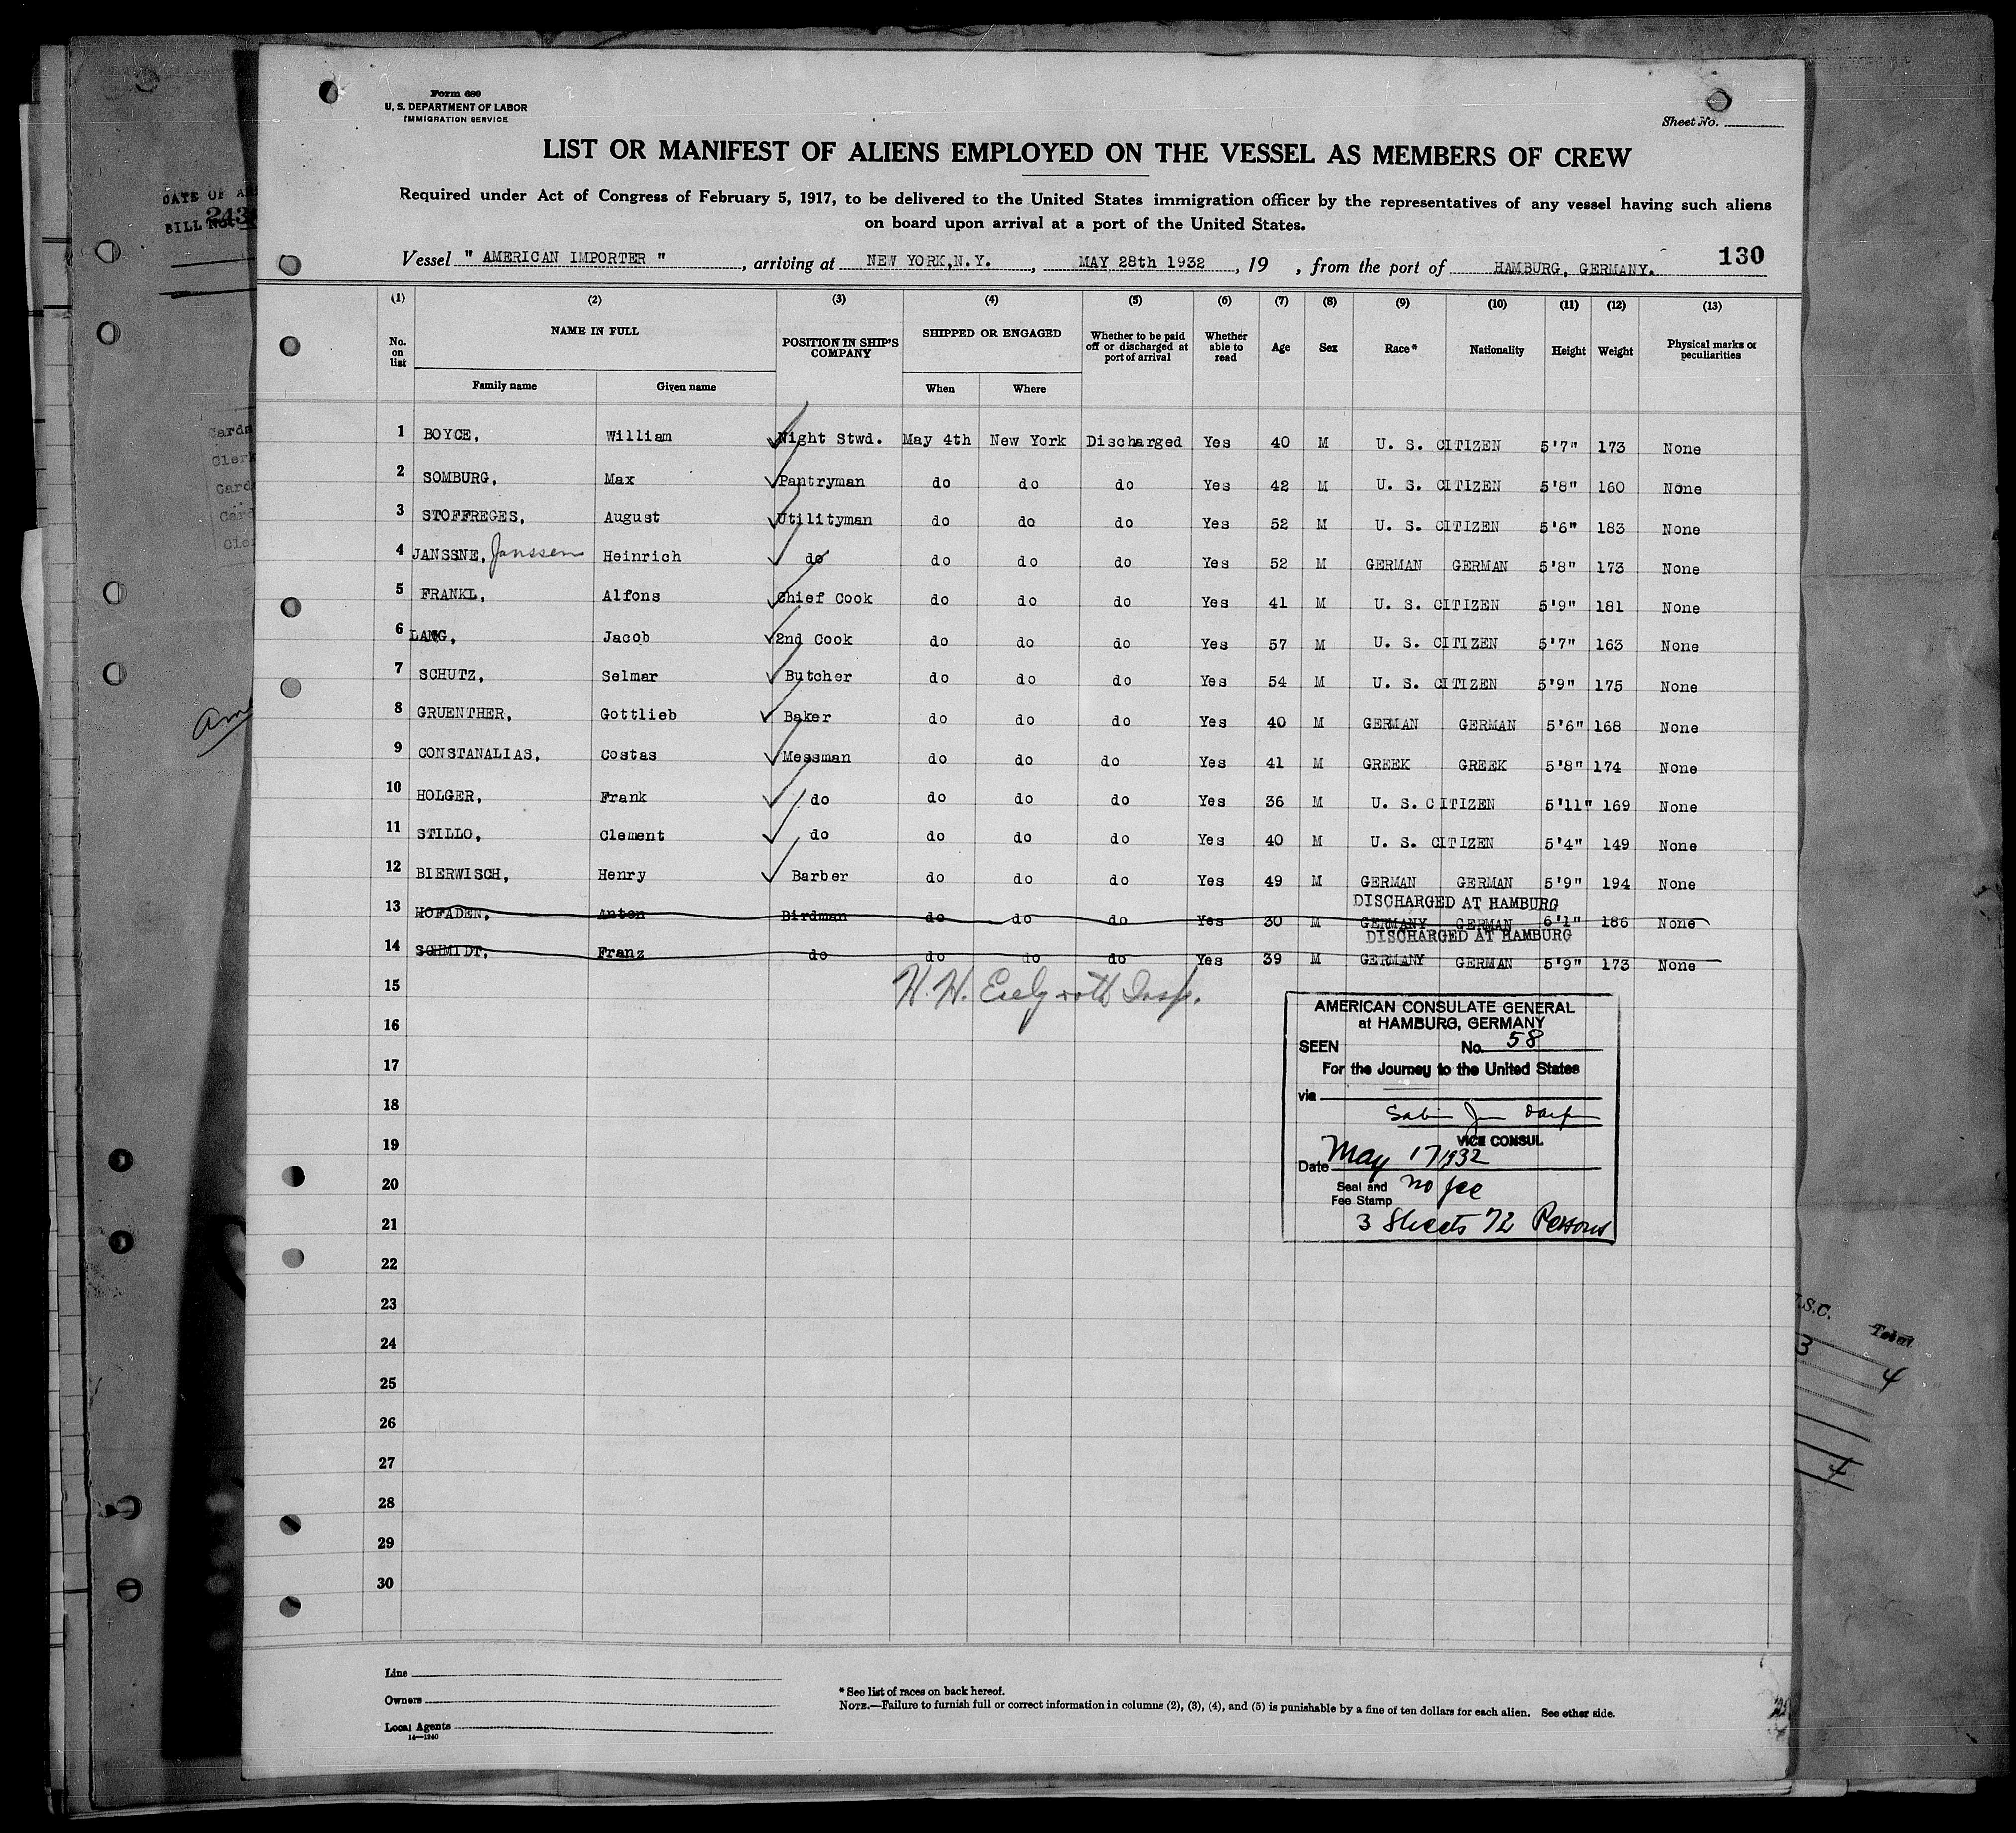 Form 680
U. S. DEPARTMENT OF LABOR
IMMIGRATION SERVICE
Sheet No.
LIST OR MANIFEST OF ALIENS EMPLOYED ON THE VESSEL AS MEMBERS OF CREW
Required under Act of Congress of February 5, 1917, to be delivered to the United States immigration officer by the representatives of any vessel having such aliens
on board upon arrival at a port of the United States.
Vessel " AMERICAN IMPORTER ", arriving at NEW YORK,N.Y., MAY 28th 1932, 19 , from the port of HAMBURG, GERMANY. 130
(1) (2) (3) (4) (5) (6) (7) (8) (9) (10) (11) (12) (13)
No. on list NAME IN FULL Family name Given name POSITION IN SHIP'S COMPANY SHIPPED OR ENGAGED When Where Whether to be paid off or discharged at port of arrival Whether able to read Age Sex Race* Nationality Height Weight Physical marks or peculiarities
1 BOYCE, William Night Stwd. May 4th New York Discharged Yes 40 M U. S. CITIZEN 5'7" 173 None
2 SOMBURG, Max Pantryman do do do Yes 42 M U. S. CITIZEN 5'8" 160 None
3 STOFFREGES, August Utilityman do do do Yes 52 M U. S. CITIZEN 5'6" 183 None
4 JANSSNE, Janssen Heinrich do do do do Yes 52 M GERMAN GERMAN 5'8" 173 None
5 FRANKL, Alfons Chief Cook do do do Yes 41 M U. S. CITIZEN 5'9" 181 None
6 LANG, Jacob 2nd Cook do do do Yes 57 M U. S. CITIZEN 5'7" 163 None
7 SCHUTZ, Selmar Butcher do do do Yes 54 M U. S. CITIZEN 5'9" 175 None
8 GRUENTHER, Gottlieb Baker do do do Yes 40 M GERMAN GERMAN 5'6" 168 None
9 CONSTANALIAS, Costas Messman do do do Yes 41 M GREEK GREEK 5'8" 174 None
10 HOLGER, Frank do do do do Yes 36 M U. S. CITIZEN 5'11" 169 None
11 STILLO, Clement do do do do Yes 40 M U. S. CITIZEN 5'4" 149 None
12 BIERWISCH, Henry Barber do do do Yes 49 M GERMAN GERMAN 5'9" 194 None
DISCHARGED AT HAMBURG
13 HOFADEN, Anton Birdman do do do Yes 30 M GERMANY GERMAN 6'1" 186 None
DISCHARGED AT HAMBURG
14 SCHMIDT, Franz do do do do Yes 39 M GERMANY GERMAN 5'9" 173 None
15
H. H. Insp.
16
17
18
19
20
21
22
23
24
25
26
27
28
29
30
AMERICAN CONSULATE GENERAL
at HAMBURG, GERMANY
SEEN No. 58
For the Journey to the United States
via
VICE CONSUL
Date May 17 1932
Seal and Fee Stamp no fee
3 Sheets 72 Persons
Line
Owners
Local Agents
14—1240
* See list of races on back hereof.
NOTE.—Failure to furnish full or correct information in columns (2), (3), (4), and (5) is punishable by a fine of ten dollars for each alien. See other side.
Total
3
4
4